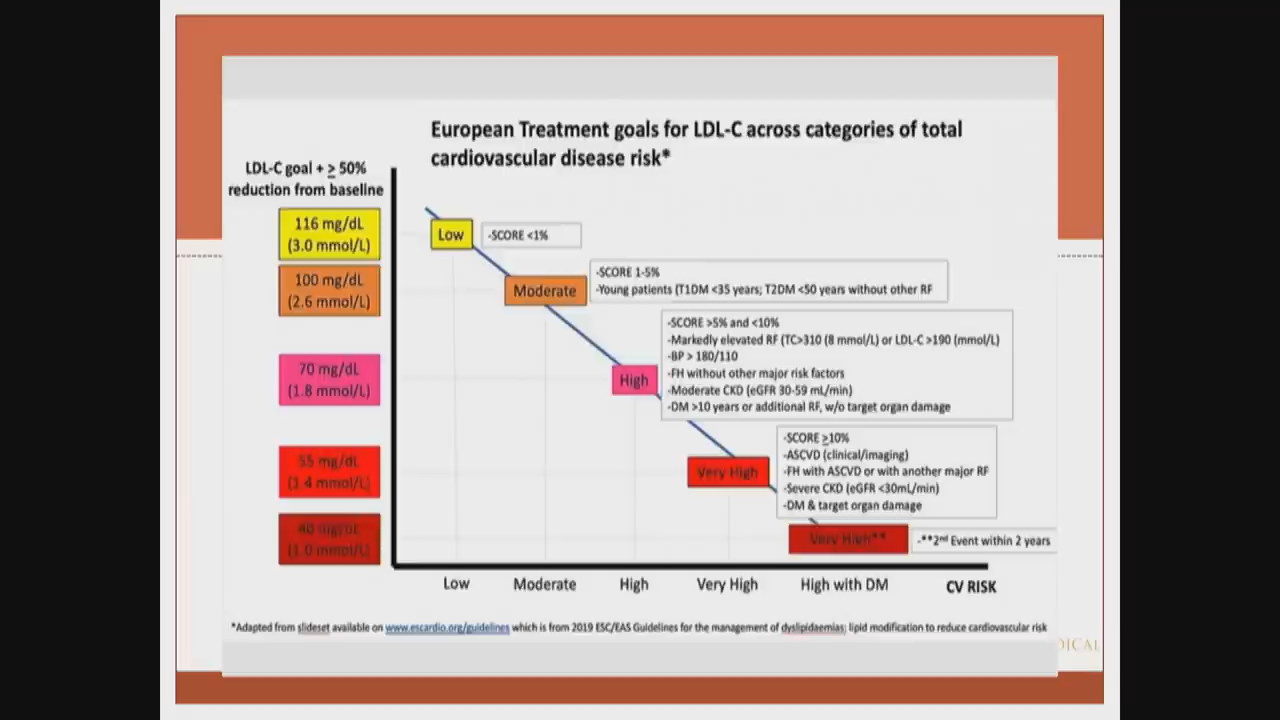 European Treatment goals for LDL-C across categories of total
cardiovascular disease risk*
LDL-C goal + ≥ 50%
reduction from baseline
116 mg/dL
(3.0 mmol/L)
Low
-SCORE <1%
100 mg/dL
(2.6 mmol/L)
Moderate
-SCORE 1-5%
-Young patients (T1DM <35 years; T2DM <50 years without other RF
70 mg/dL
(1.8 mmol/L)
High
-SCORE >5% and <10%
-Markedly elevated RF (TC>310 (8 mmol/L) or LDL-C >190 (mmol/L)
-BP > 180/110
-FH without other major risk factors
-Moderate CKD (eGFR 30-59 mL/min)
-DM >10 years or additional RF, w/o target organ damage
55 mg/dL
(1.4 mmol/L)
Very High
-SCORE ≥10%
-ASCVD (clinical/imaging)
-FH with ASCVD or with another major RF
-Severe CKD (eGFR <30mL/min)
-DM & target organ damage
40 mg/dL
(1.0 mmol/L)
Very High**
-**2nd Event within 2 years
Low Moderate High Very High High with DM CV RISK
*Adapted from slideset available on www.escardio.org/guidelines which is from 2019 ESC/EAS Guidelines for the management of dyslipidaemias; lipid modification to reduce cardiovascular risk
DICAL